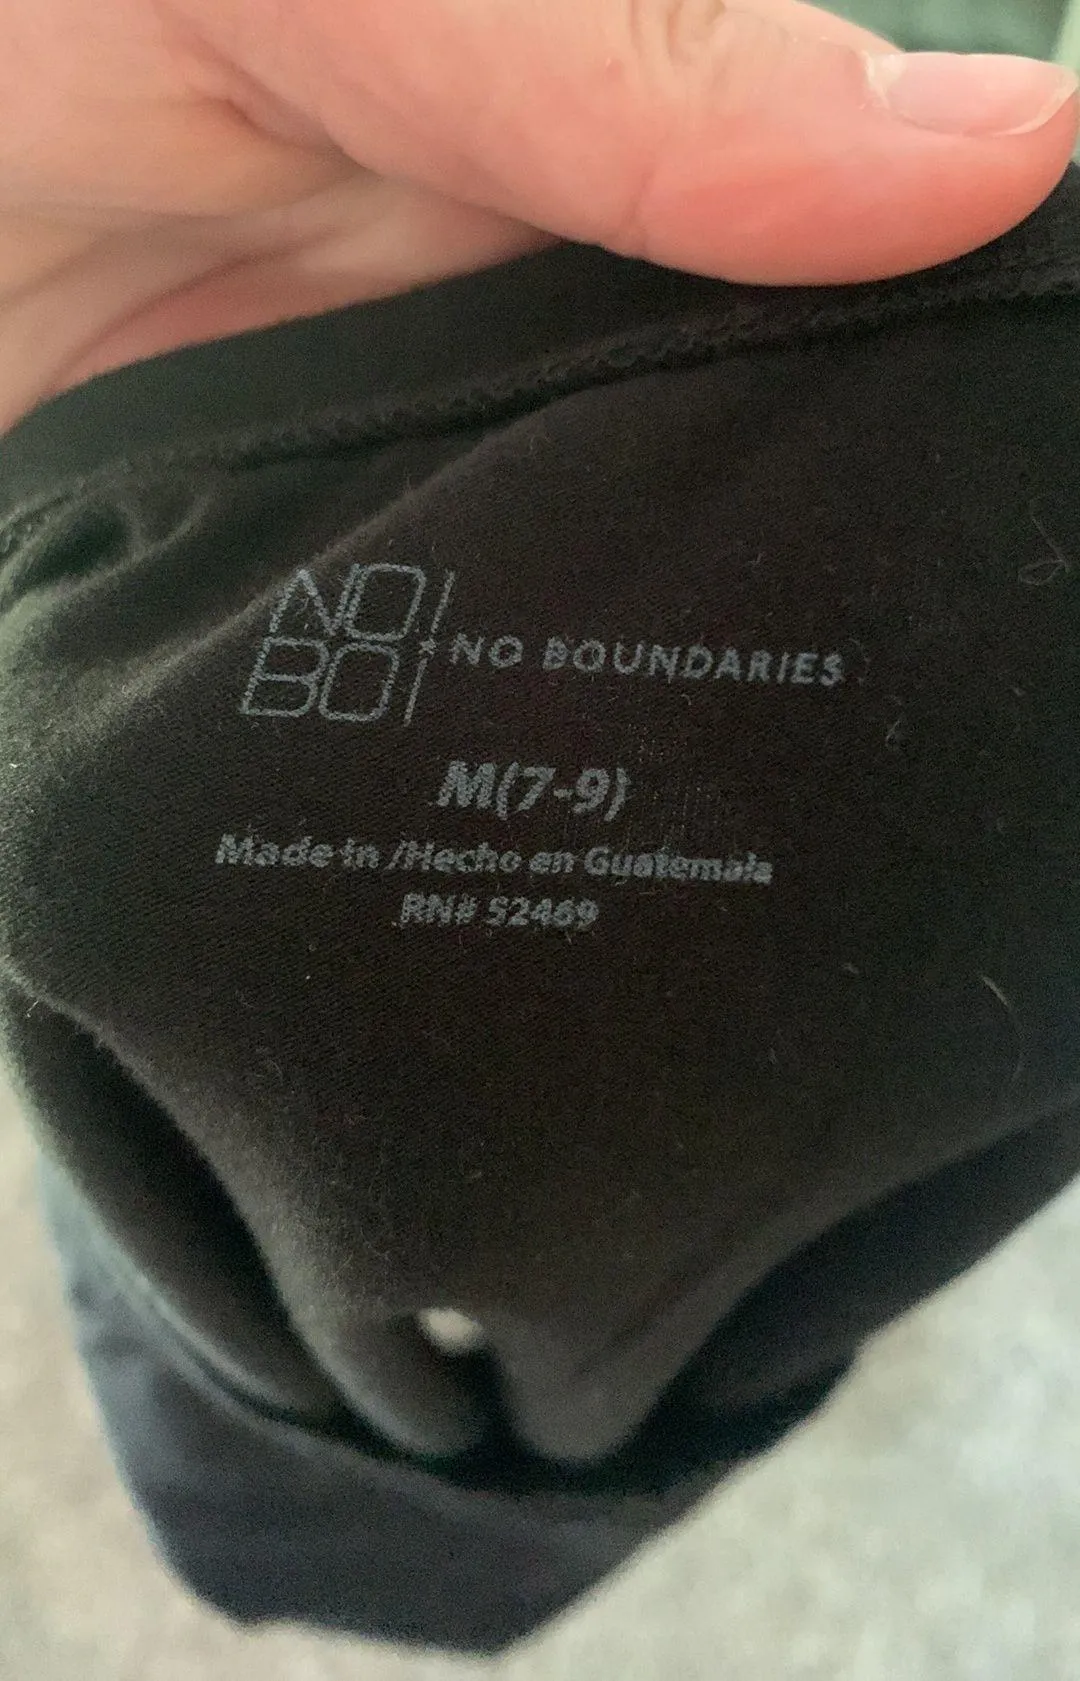 NO
BO
NO BOUNDARIES
M(7-9)
Made in /Hecho en Guatemala
RN# 52469